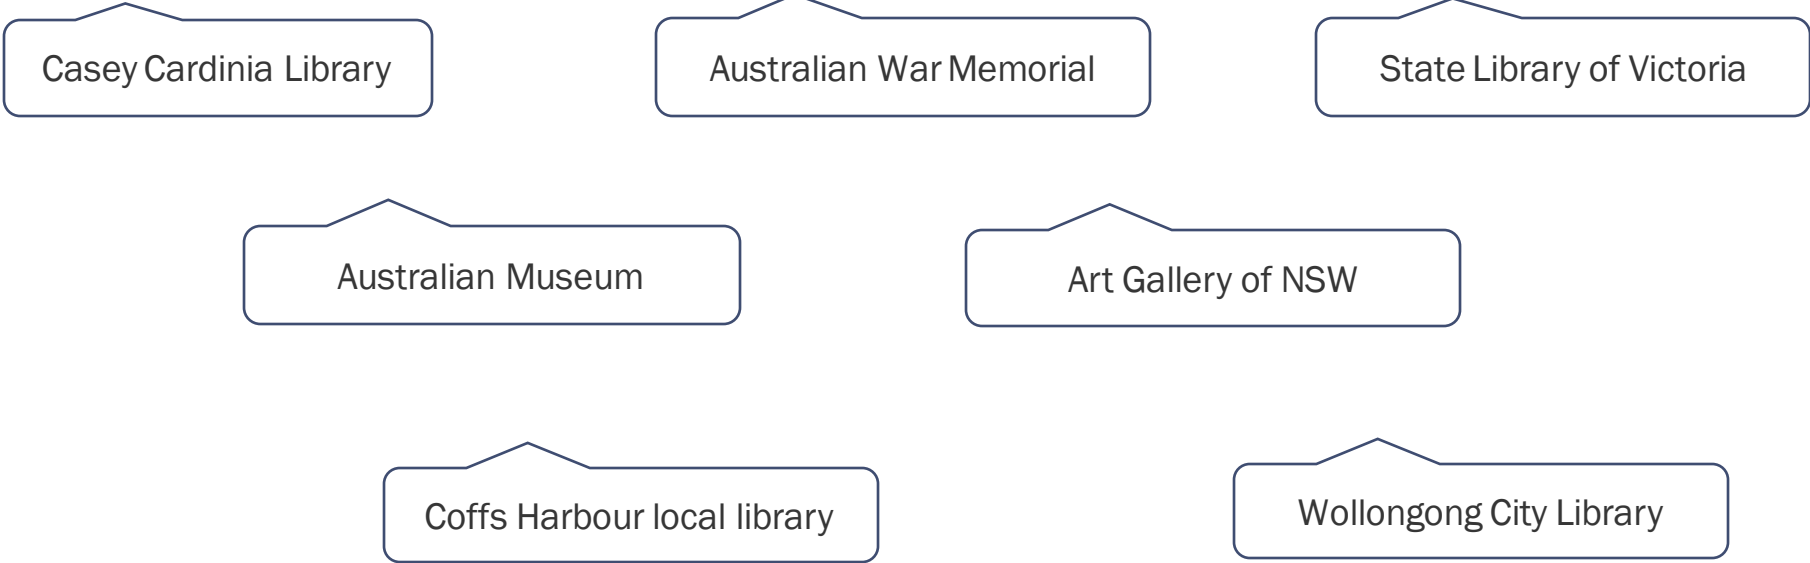 Casey Cardinia Library
Australian War Memorial
State Library of Victoria
Australian Museum
Art Gallery of NSW
Coffs Harbour local library
Wollongong City Library